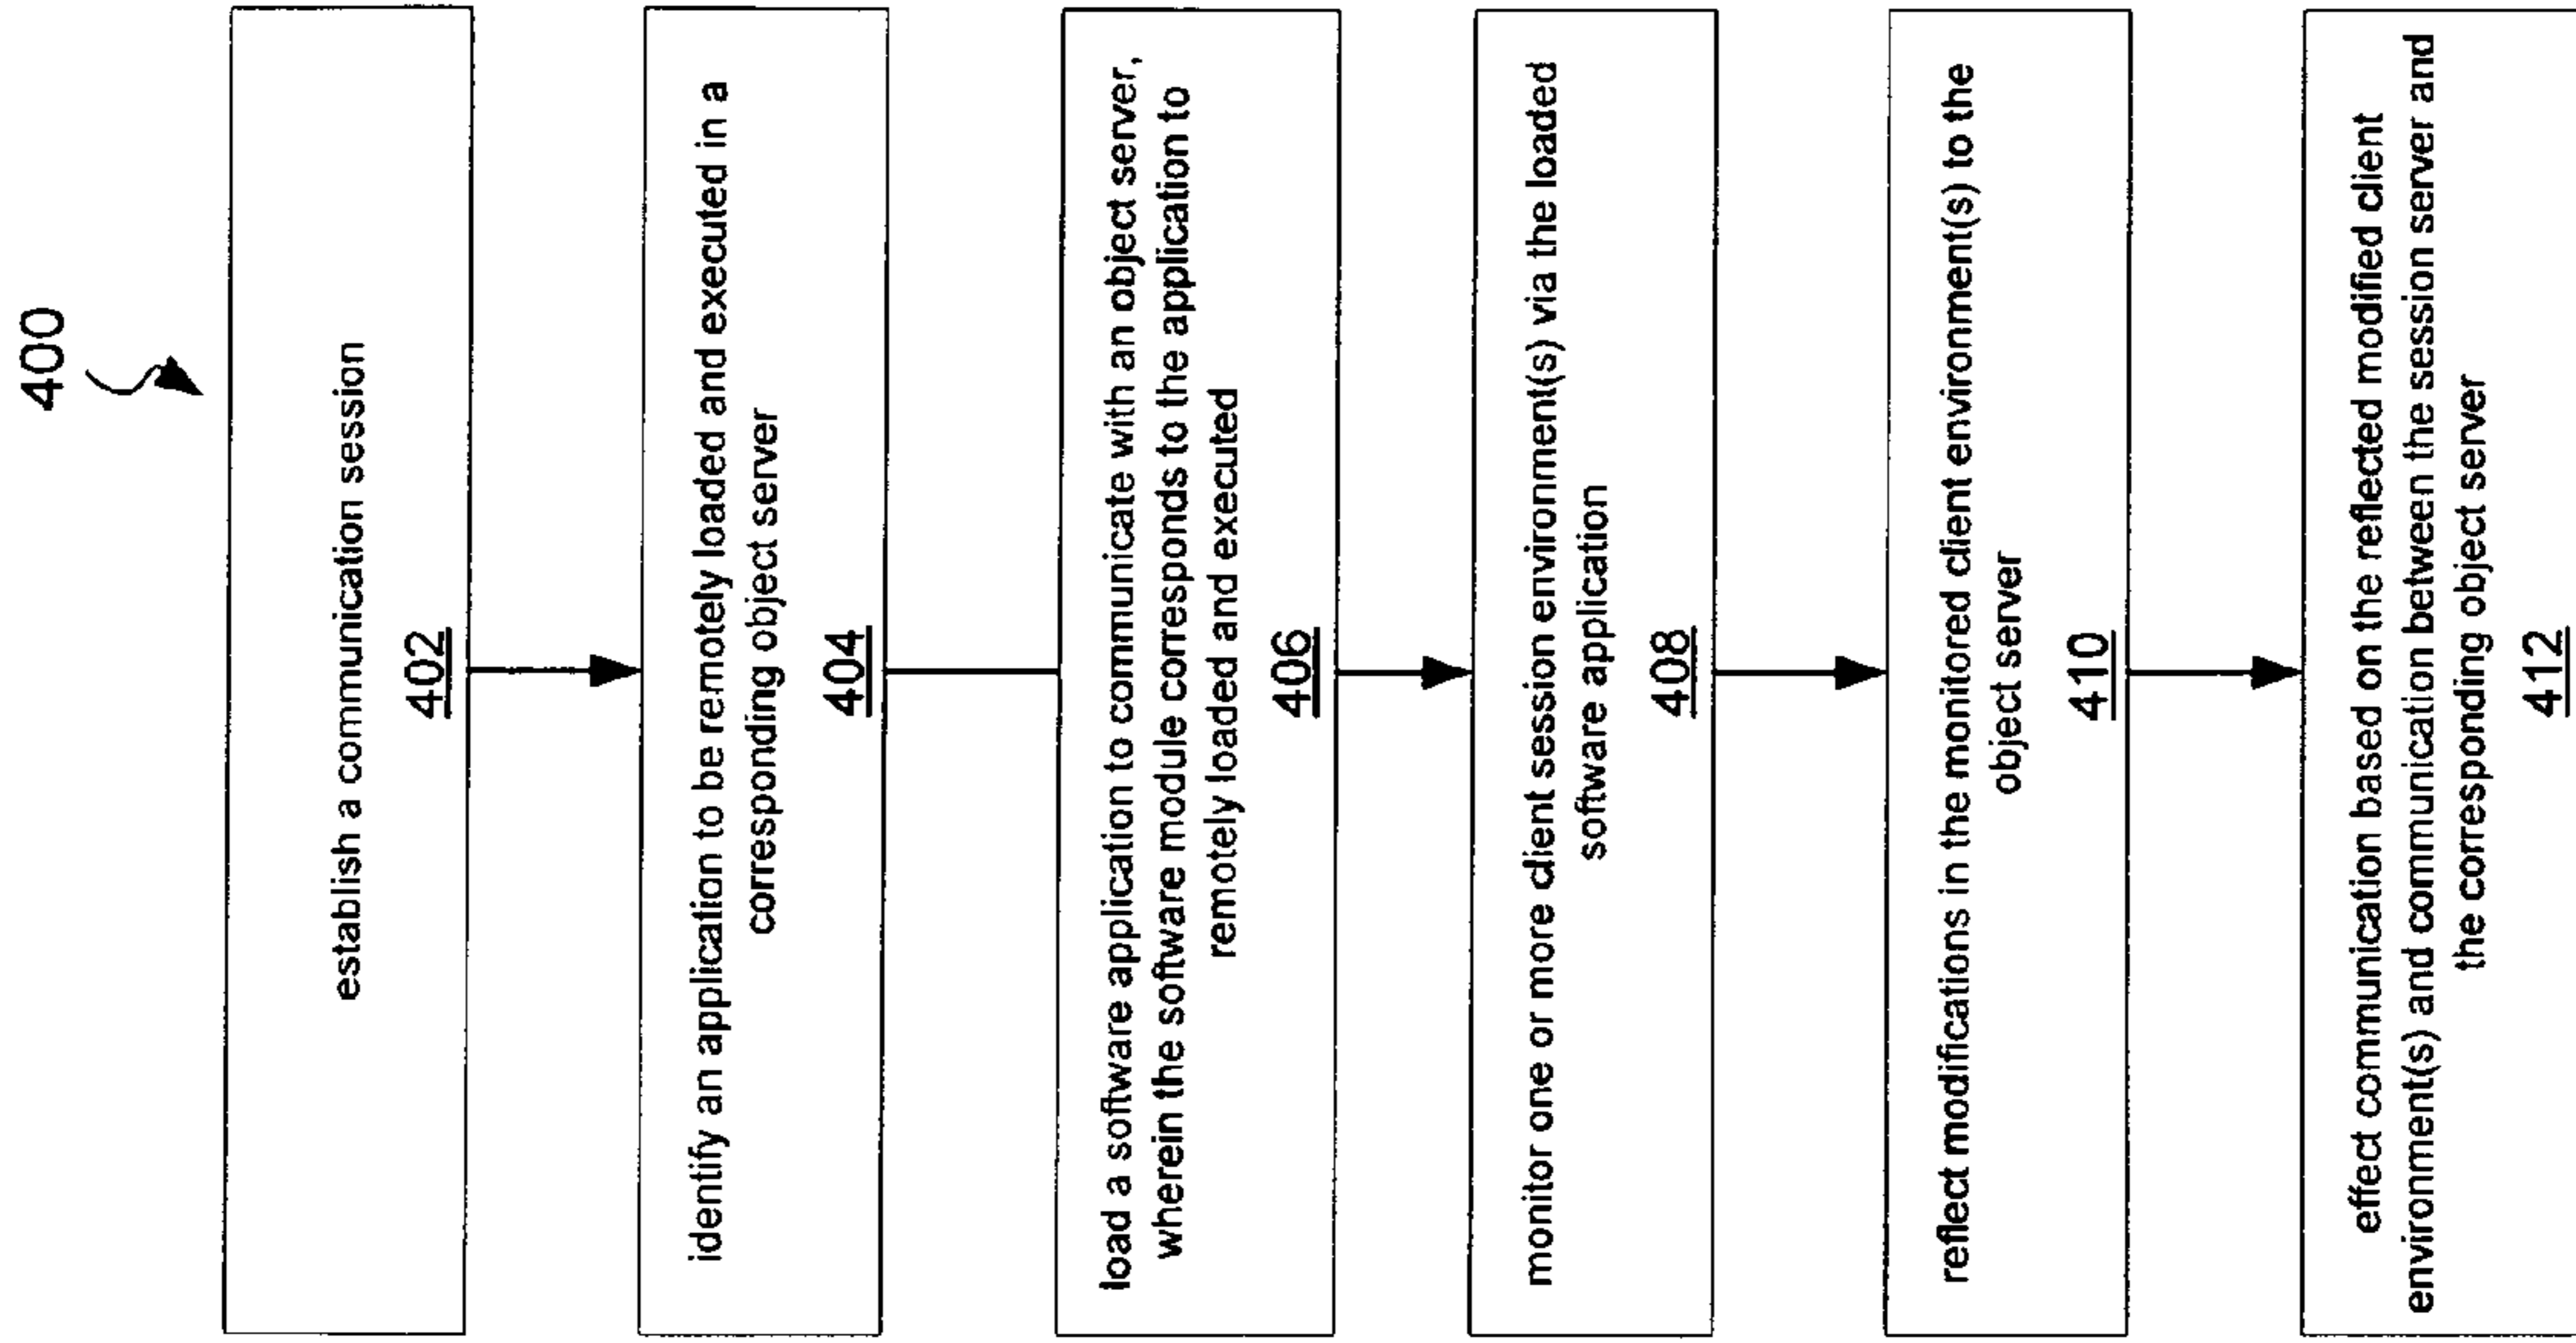 400
establish a communication session
402
identify an application to be remotely loaded and executed in a
corresponding object server
404
load a software application to communicate with an object server,
wherein the software module corresponds to the application to
remotely loaded and executed
406
monitor one or more client session environment(s) via the loaded
software application
408
reflect modifications in the monitored client environment(s) to the
object server
410
effect communication based on the reflected modified client
environment(s) and communication between the session server and
the corresponding object server
412